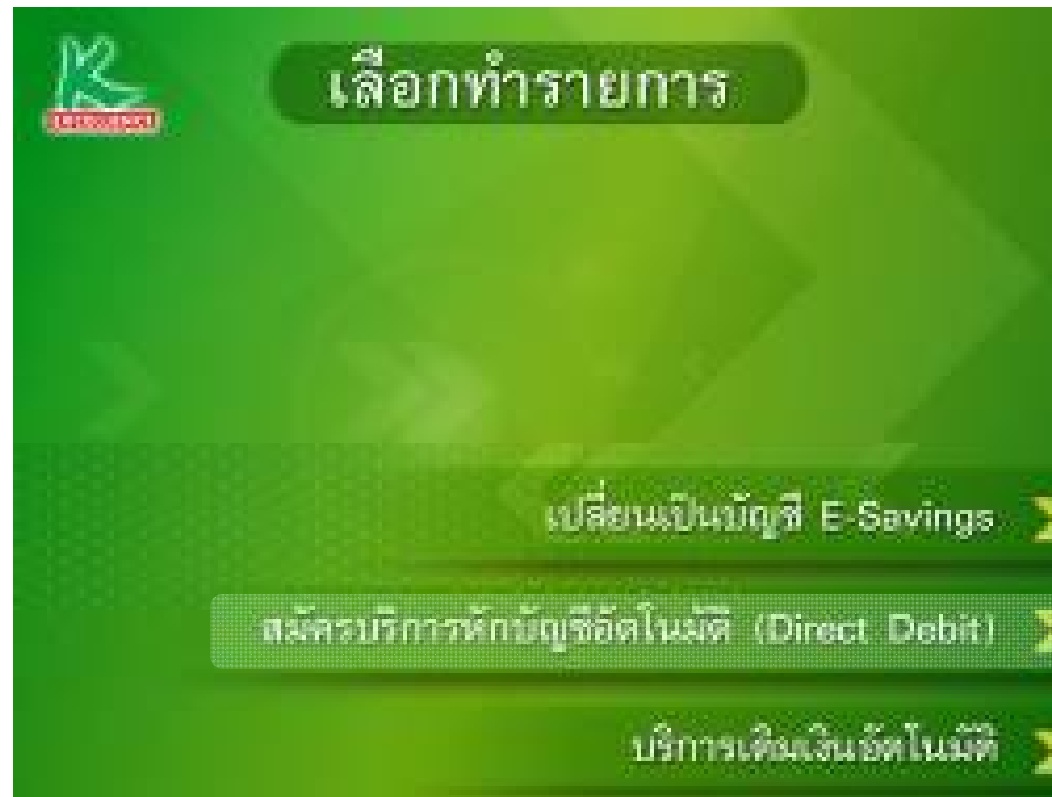 K
EXCELLENCE
เลือกทำรายการ
เปลี่ยนเป็นบัญชี E-Savings
สมัครบริการหักบัญชีอัตโนมัติ (Direct Debit)
บริการเติมเงินอัตโนมัติ